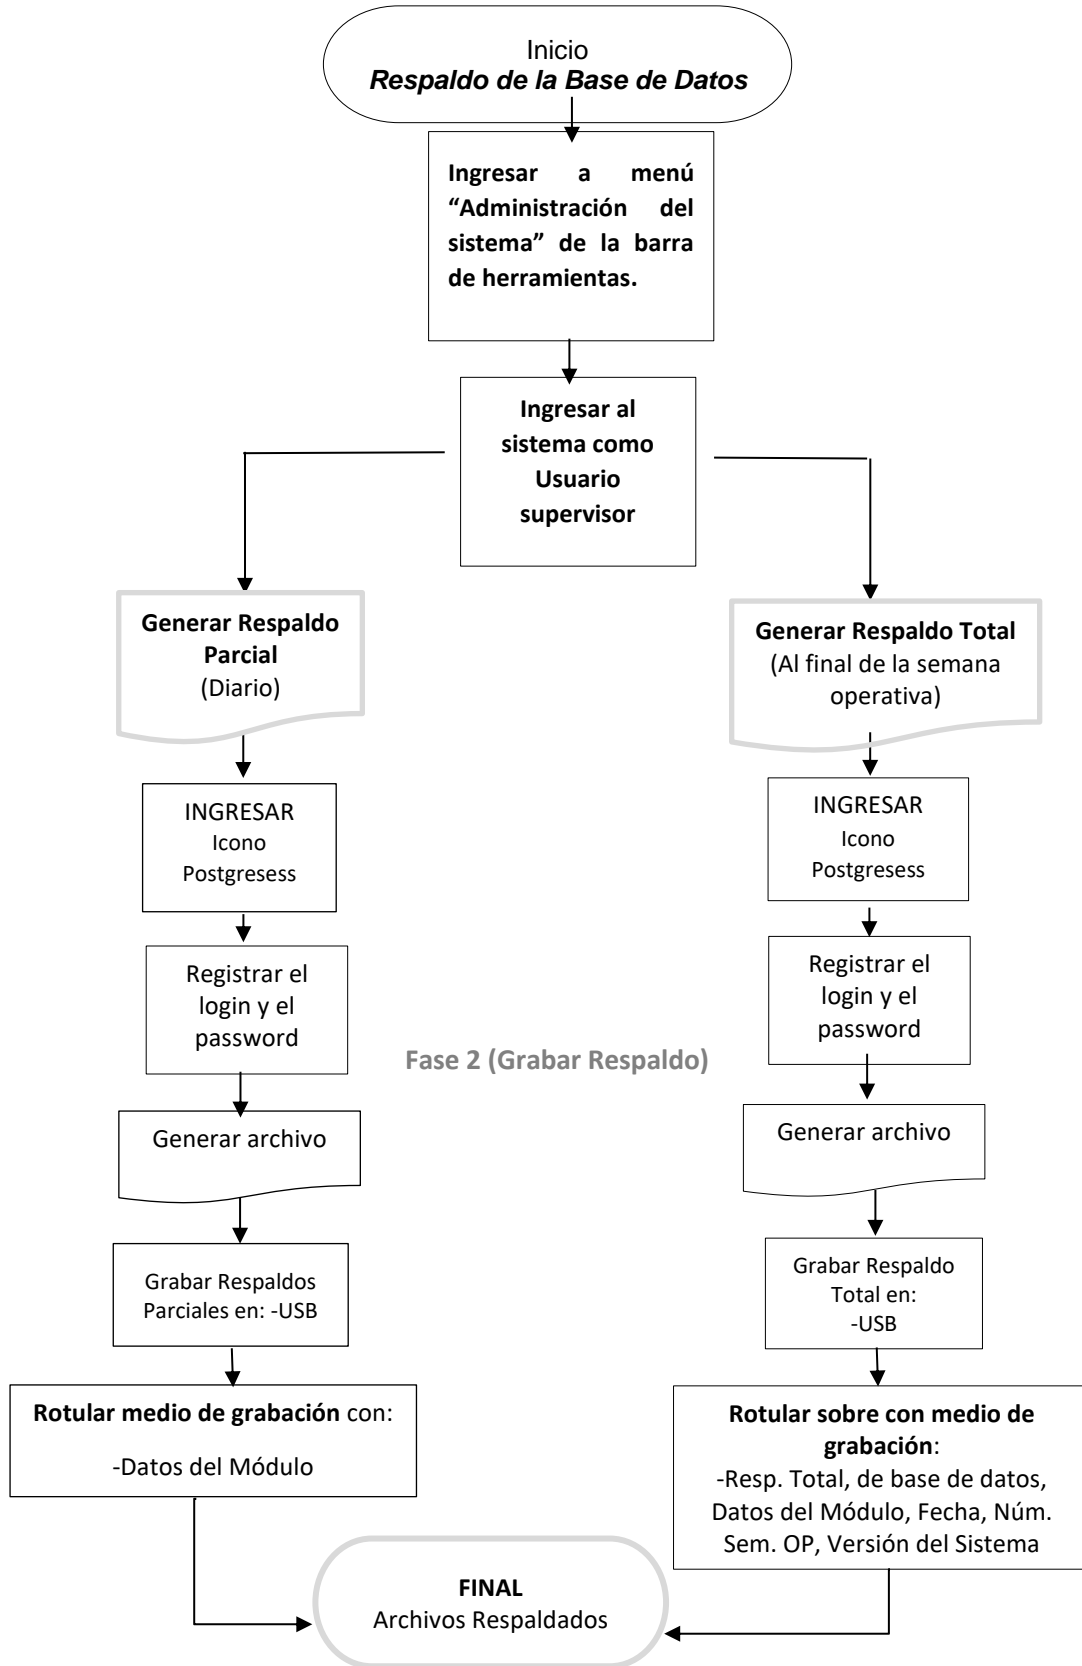 Inicio
Respaldo de la Base de Datos
Ingresar a menú
“Administración del
sistema” de la barra
de herramientas.
Ingresar al
sistema como
Usuario
supervisor
Generar Respaldo
Parcial
(Diario)
INGRESAR
Icono
Postgresess
Registrar el
login y el
password
Generar archivo
Grabar Respaldos
Parciales en: -USB
Rotular medio de grabación con:
-Datos del Módulo
Fase 2 (Grabar Respaldo)
Generar Respaldo Total
(Al final de la semana
operativa)
INGRESAR
Icono
Postgresess
Registrar el
login y el
password
Generar archivo
Grabar Respaldo
Total en:
-USB
Rotular sobre con medio de
grabación:
-Resp. Total, de base de datos,
Datos del Módulo, Fecha, Núm.
Sem. OP, Versión del Sistema
FINAL
Archivos Respaldados